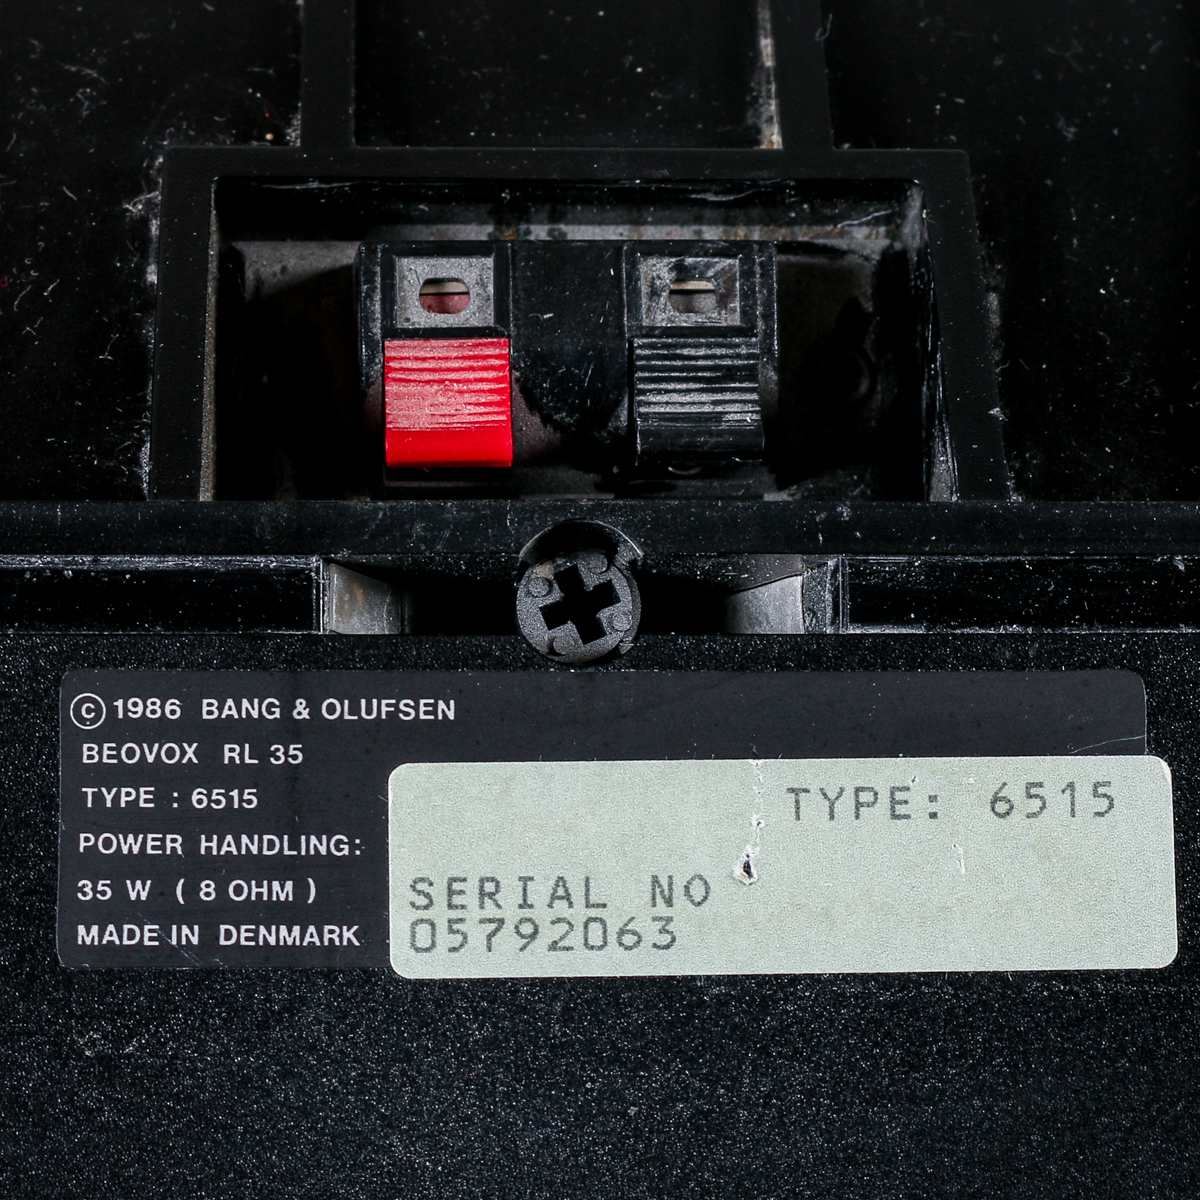 © 1986 BANG & OLUFSEN
BEOVOX RL 35
TYPE : 6515
POWER HANDLING:
35 W ( 8 OHM )
MADE IN DENMARK
TYPE: 6515
SERIAL NO
05792063